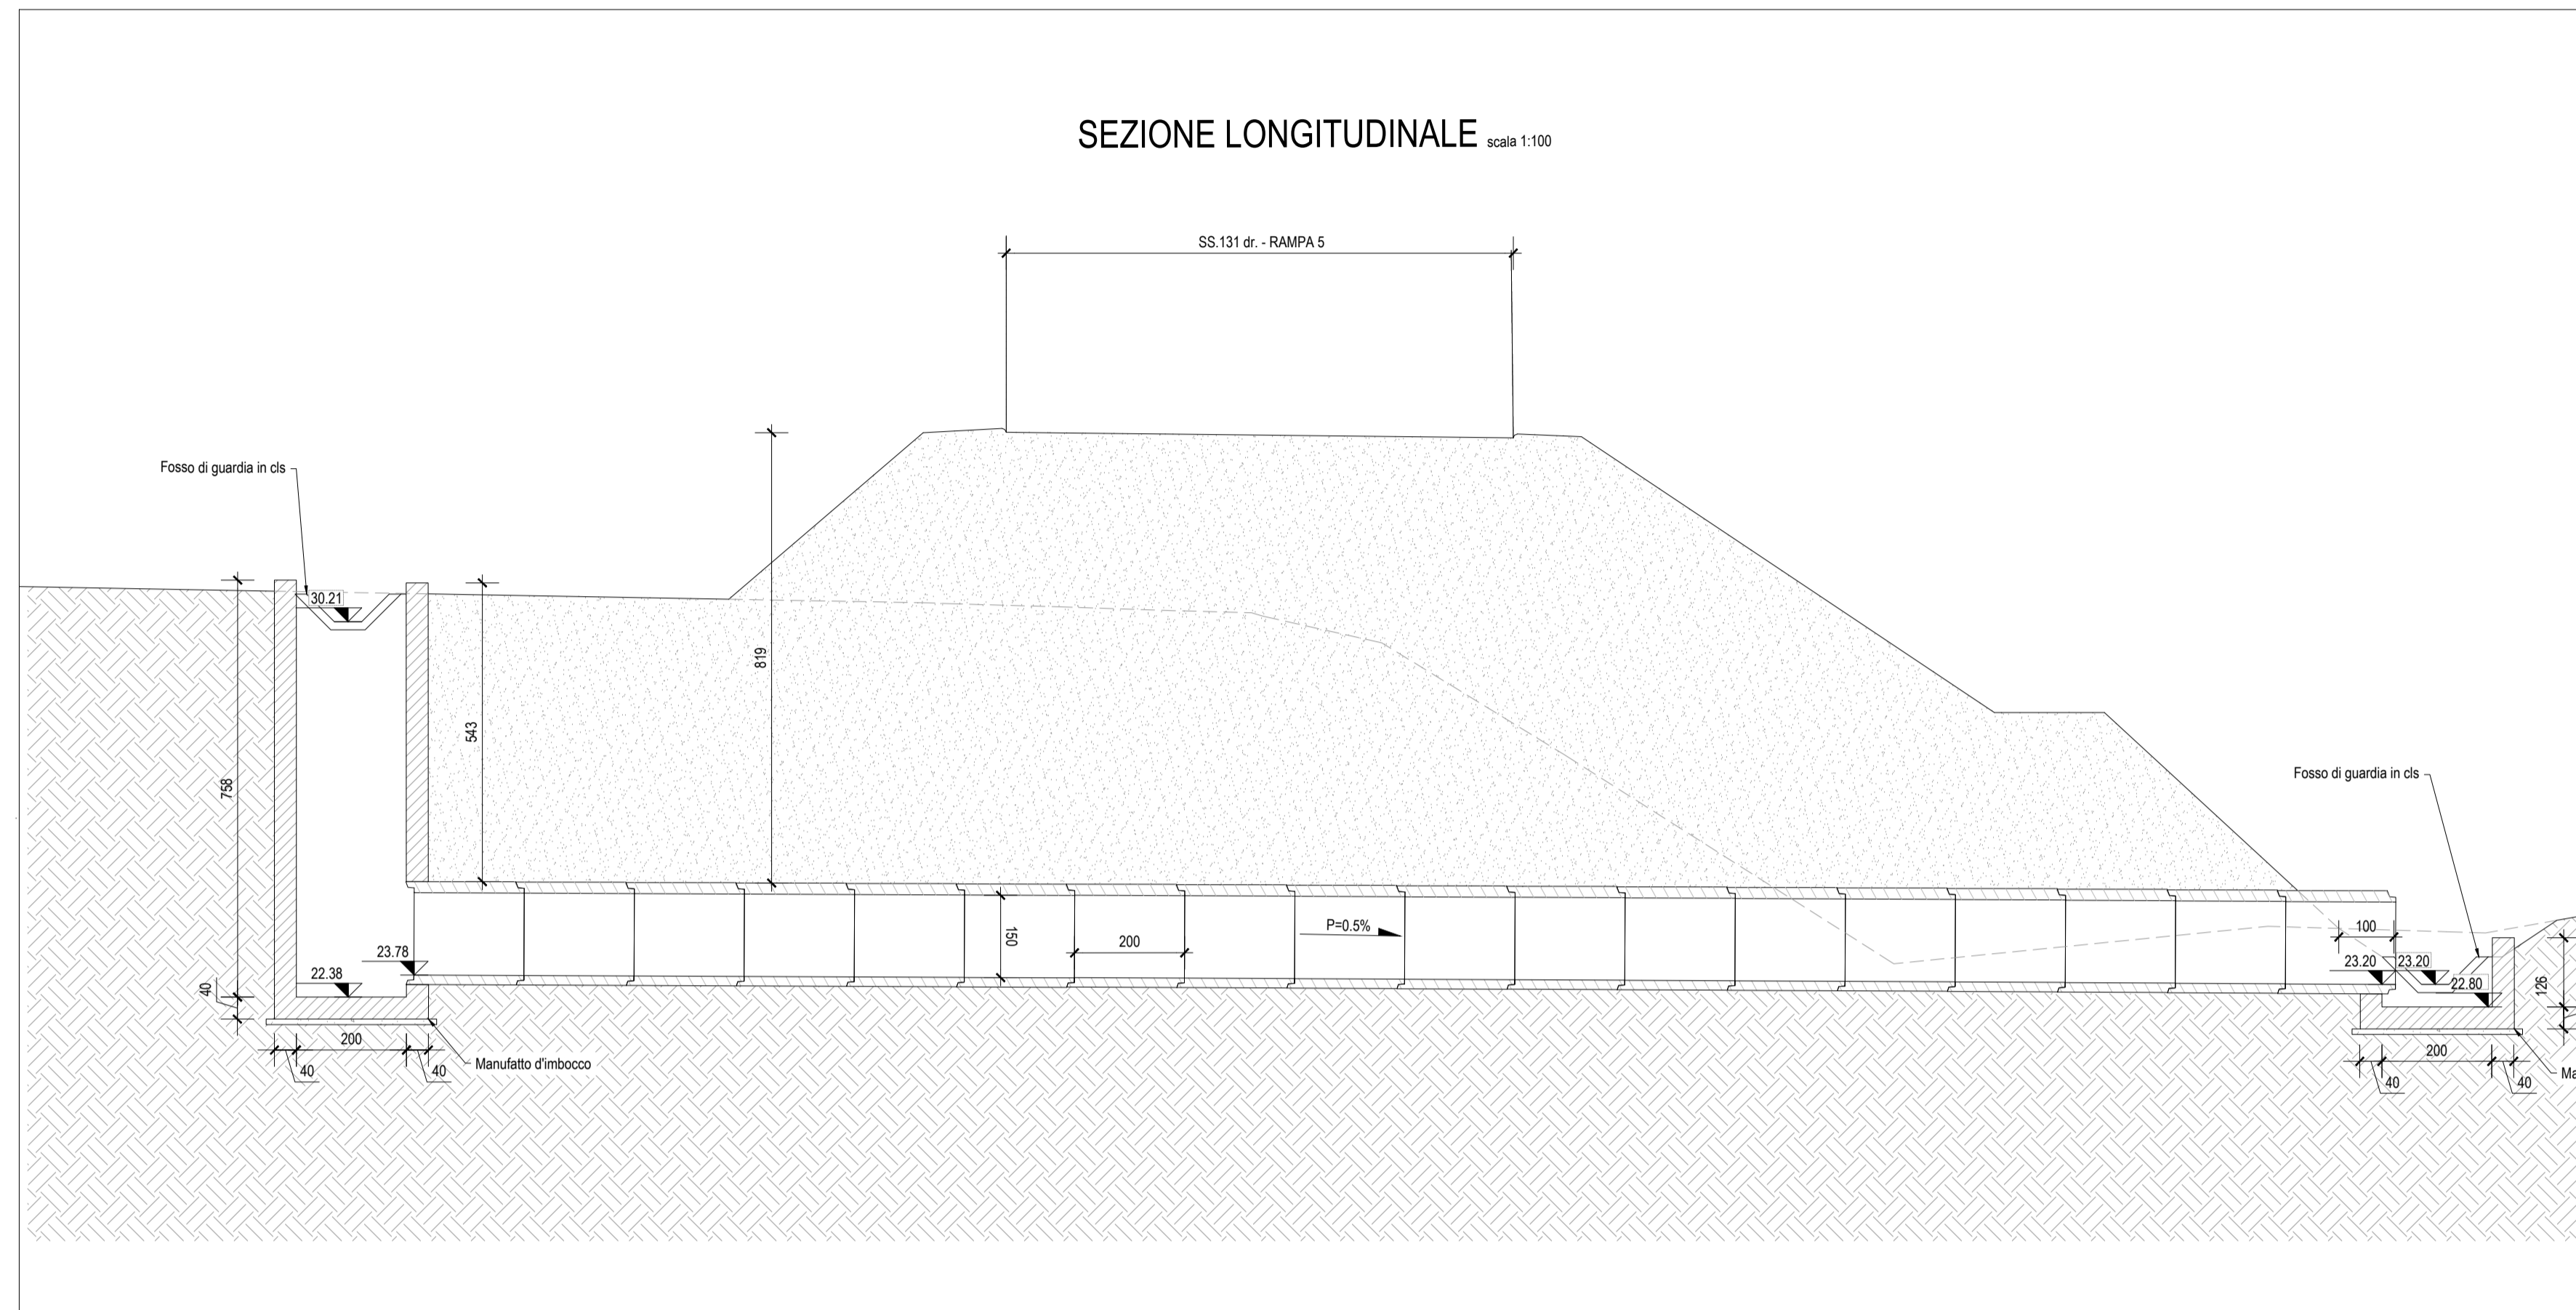 SEZIONE LONGITUDINALE scala 1:100
SS.131 dr. - RAMPA 5
Fosso di guardia in cls
30.21
819
543
758
Fosso di guardia in cls
150
200
P=0.5%
100
23.78
22.38
40
23.20
23.20
22.80
126
200
40
40
Manufatto d'imbocco
200
40
40
Ma